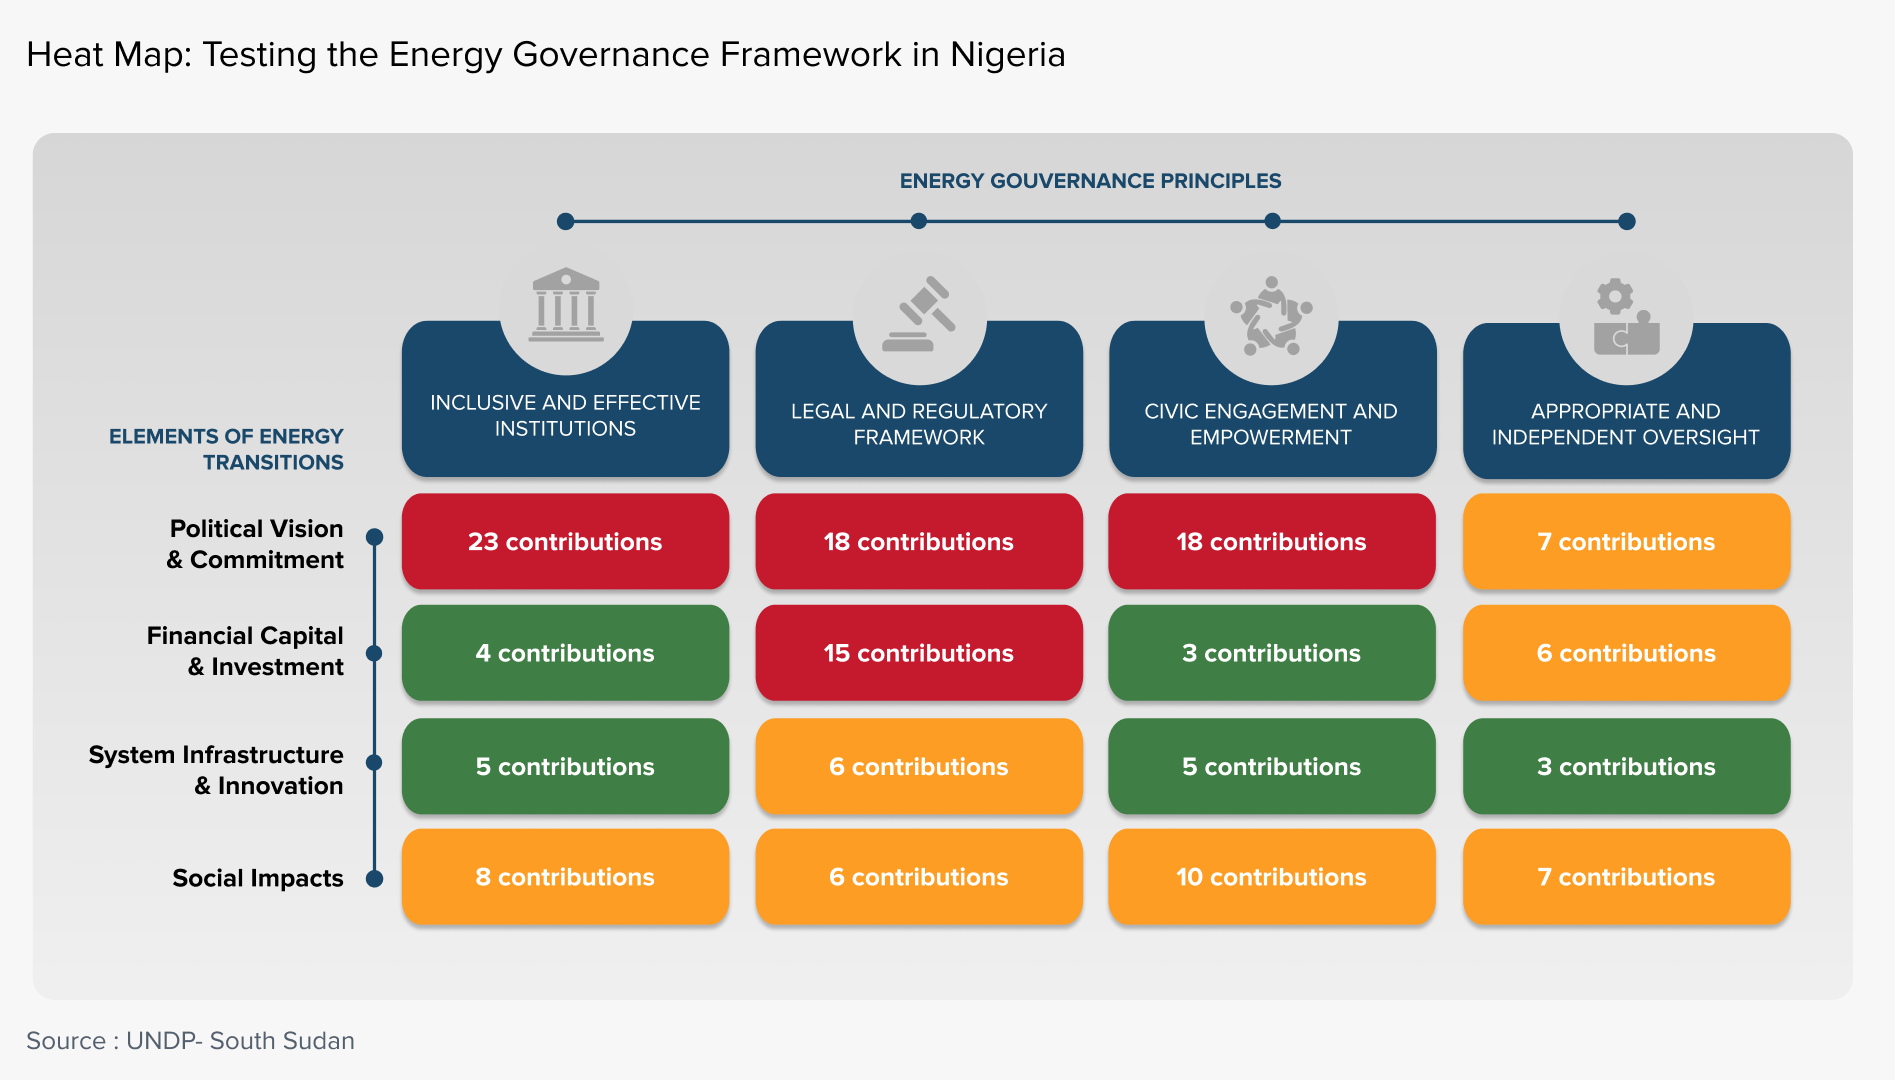 Heat Map: Testing the Energy Governance Framework in Nigeria
ENERGY GOUVERNANCE PRINCIPLES
INCLUSIVE AND EFFECTIVE
INSTITUTIONS
LEGAL AND REGULATORY
FRAMEWORK
CIVIC ENGAGEMENT AND
EMPOWERMENT
APPROPRIATE AND
INDEPENDENT OVERSIGHT
ELEMENTS OF ENERGY
TRANSITIONS
Political Vision
& Commitment
23 contributions
18 contributions
18 contributions
7 contributions
Financial Capital
& Investment
4 contributions
15 contributions
3 contributions
6 contributions
System Infrastructure
& Innovation
5 contributions
6 contributions
5 contributions
3 contributions
Social Impacts
8 contributions
6 contributions
10 contributions
7 contributions
Source : UNDP- South Sudan